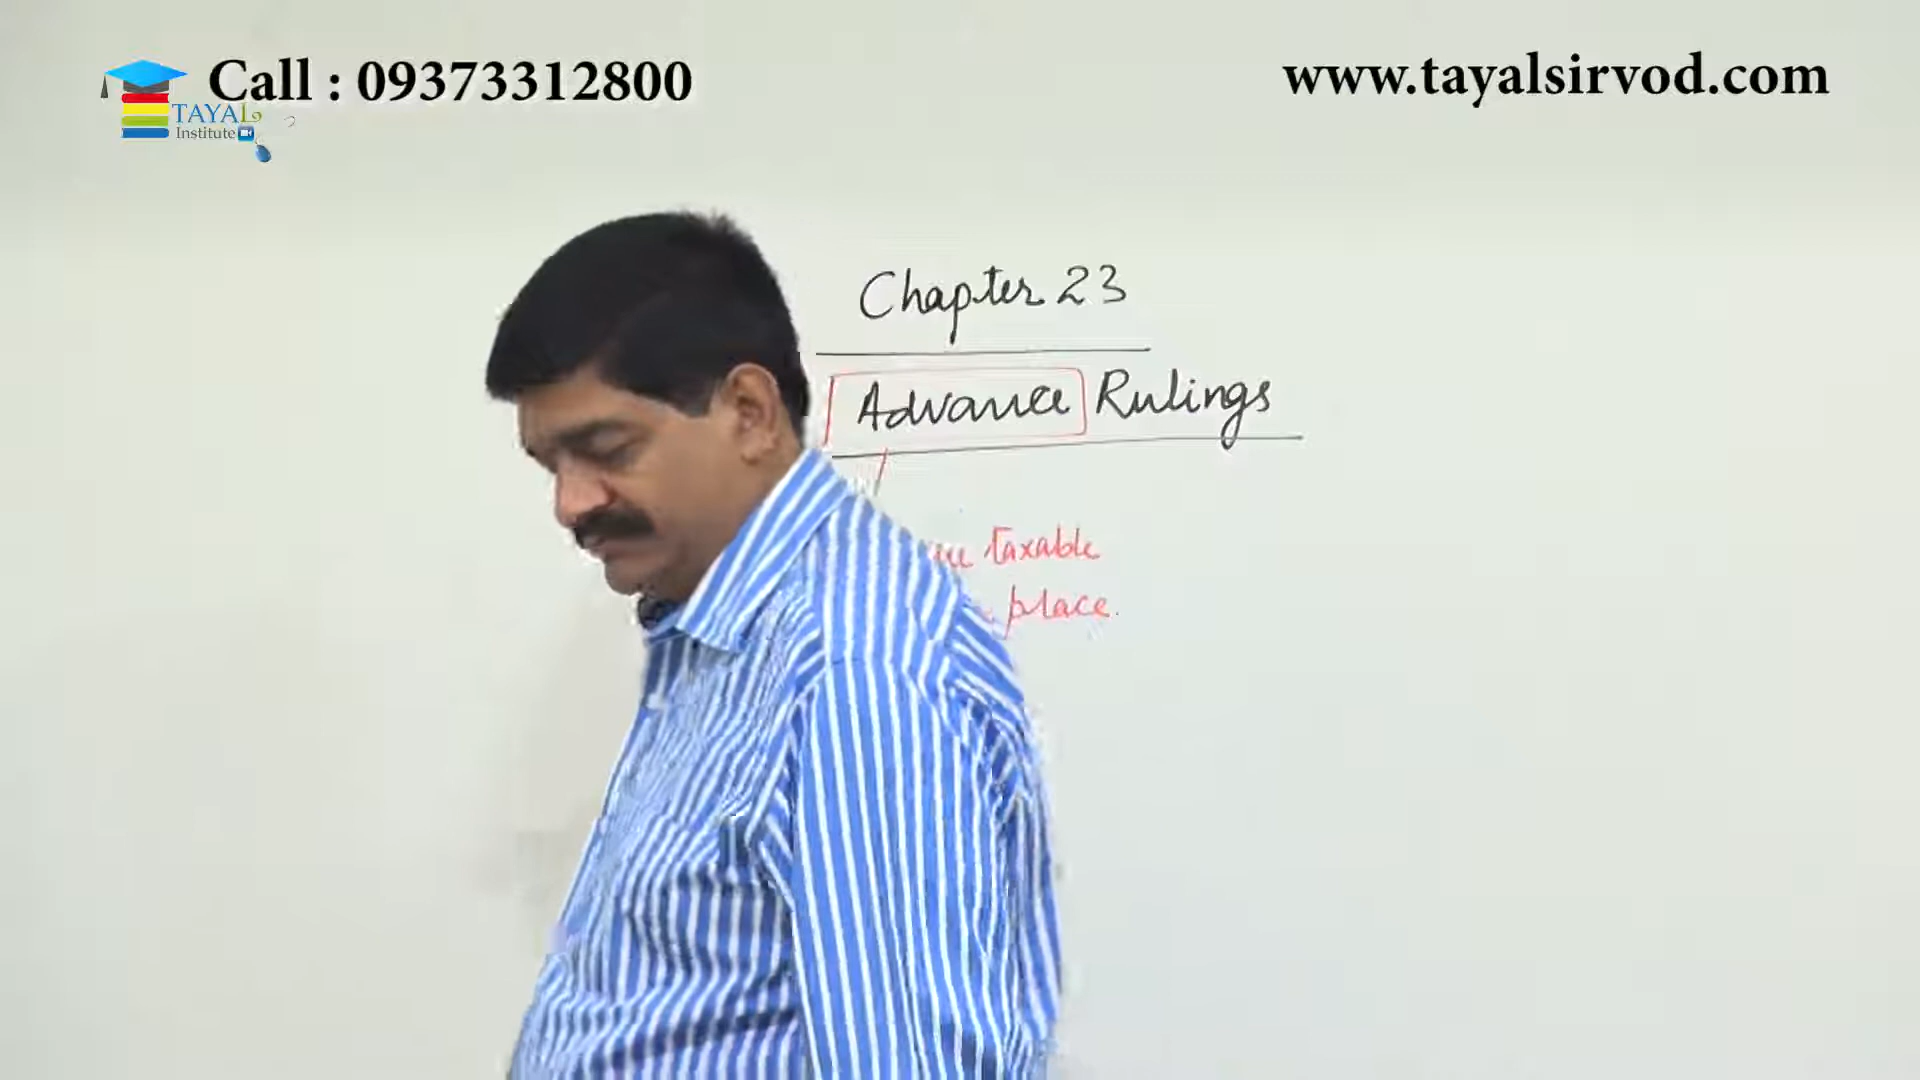 Call : 09373312800
www.tayalsirvod.com
TAYAL
Institute
Chapter 23
Advance Rulings
taxable
place.